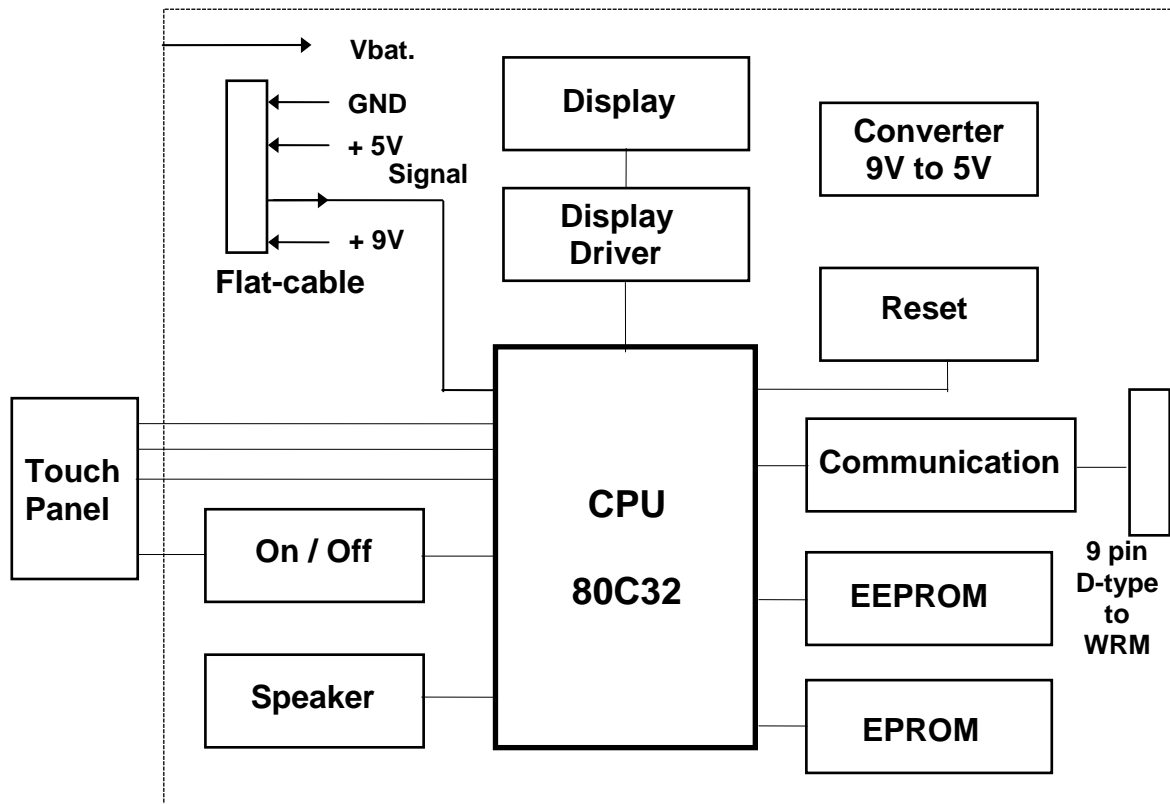 Vbat.
GND
+ 5V
Signal
+ 9V
Flat-cable
Display
Converter
9V to 5V
Display
Driver
Reset
Touch
Panel
On / Off
Speaker
CPU
80C32
Communication
EEPROM
EPROM
9 pin
D-type
to
WRM